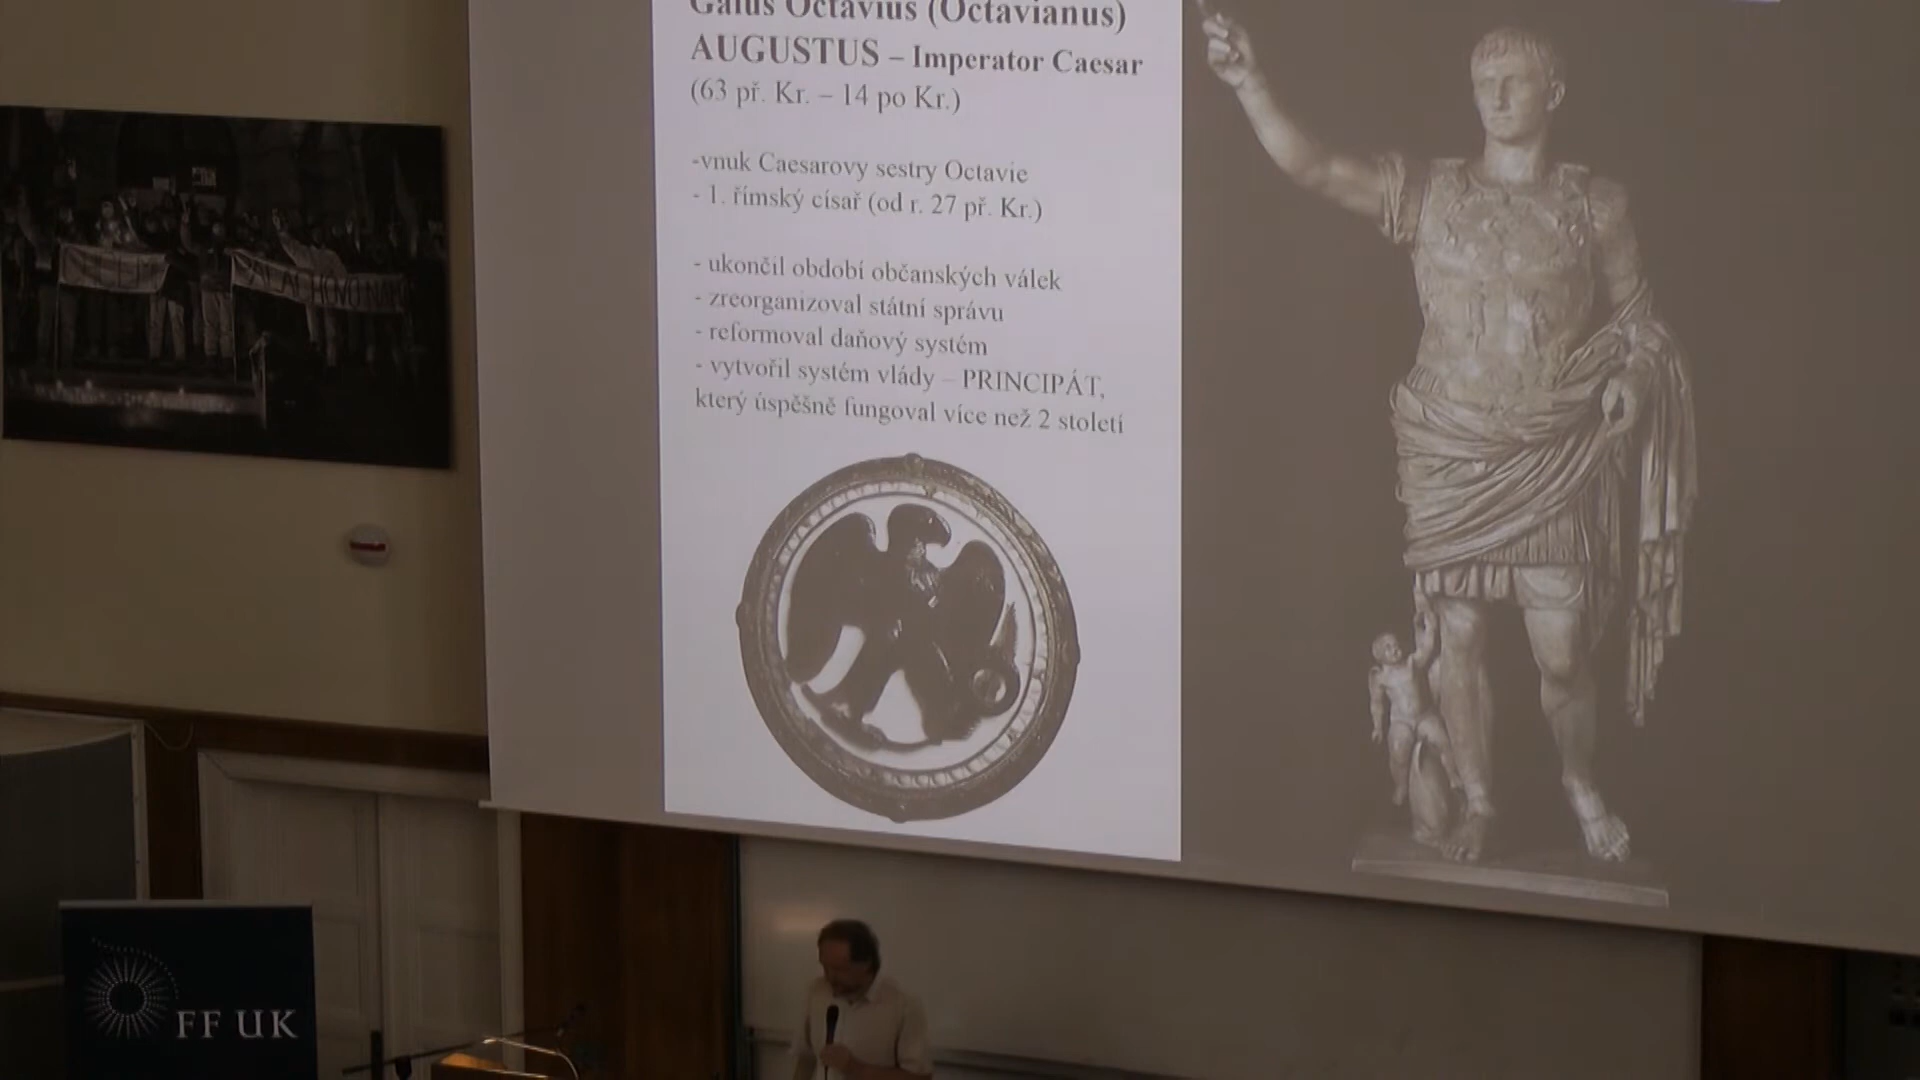 Gaius Octavius (Octavianus)
AUGUSTUS – Imperator Caesar
(63 př. Kr. – 14 po Kr.)
-vnuk Caesarovy sestry Octavie
- 1. římský císař (od r. 27 př. Kr.)
- ukončil období občanských válek
- zreorganizoval státní správu
- reformoval daňový systém
- vytvořil systém vlády – PRINCIPÁT,
který úspěšně fungoval více než 2 století
FF UK